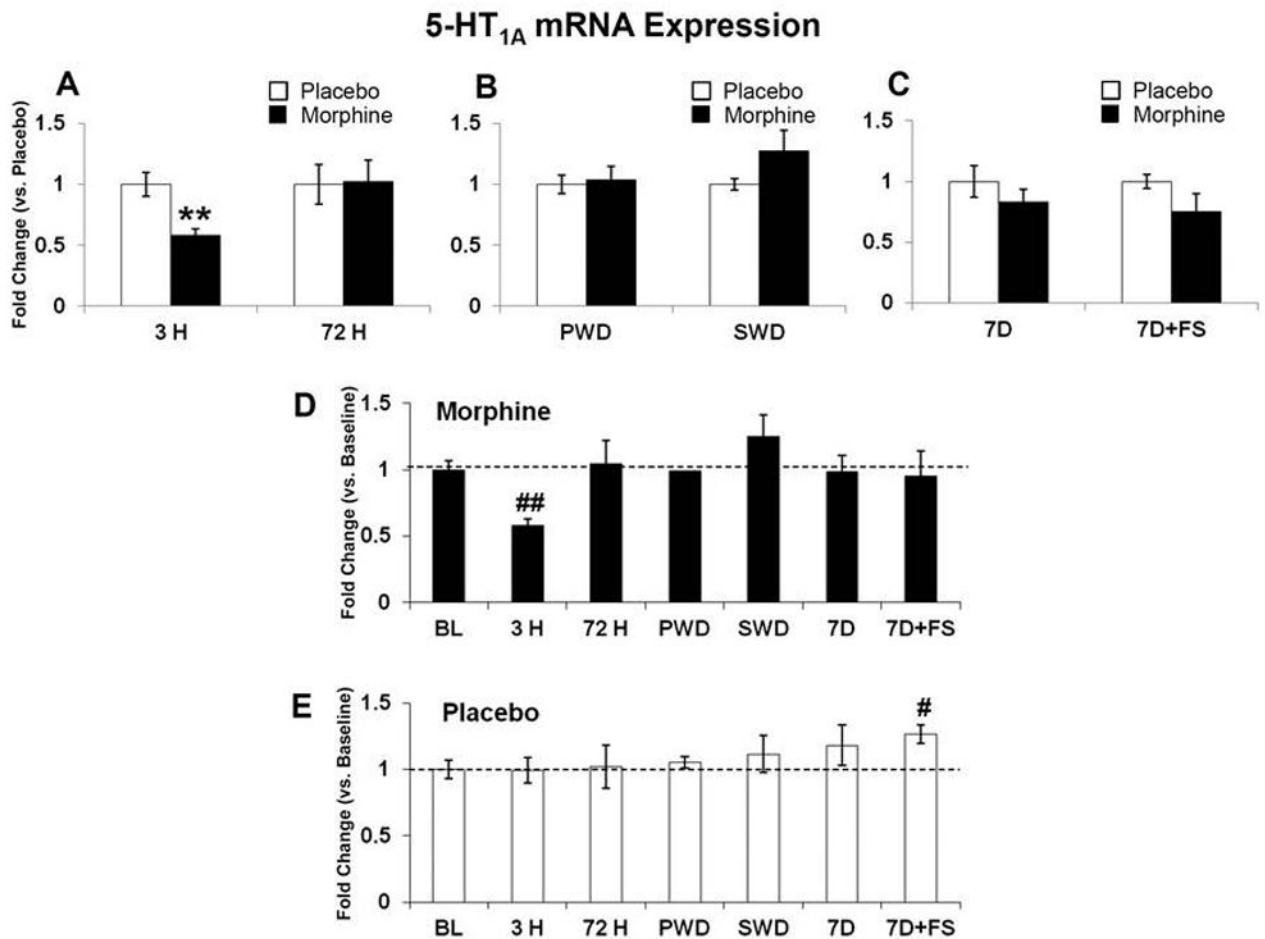 5-HT1A mRNA Expression
A
Placebo
Morphine
Fold Change (vs. Placebo)
1.5
1
0.5
0
**
3 H
72 H
B
Placebo
Morphine
1.5
1
0.5
0
PWD
SWD
C
Placebo
Morphine
1.5
1
0.5
0
7D
7D+FS
D
Morphine
Fold Change (vs. Baseline)
1.5
1
0.5
0
##
BL 3 H 72 H PWD SWD 7D 7D+FS
E
Placebo
Fold Change (vs. Baseline)
1.5
1
0.5
0
#
BL 3 H 72 H PWD SWD 7D 7D+FS